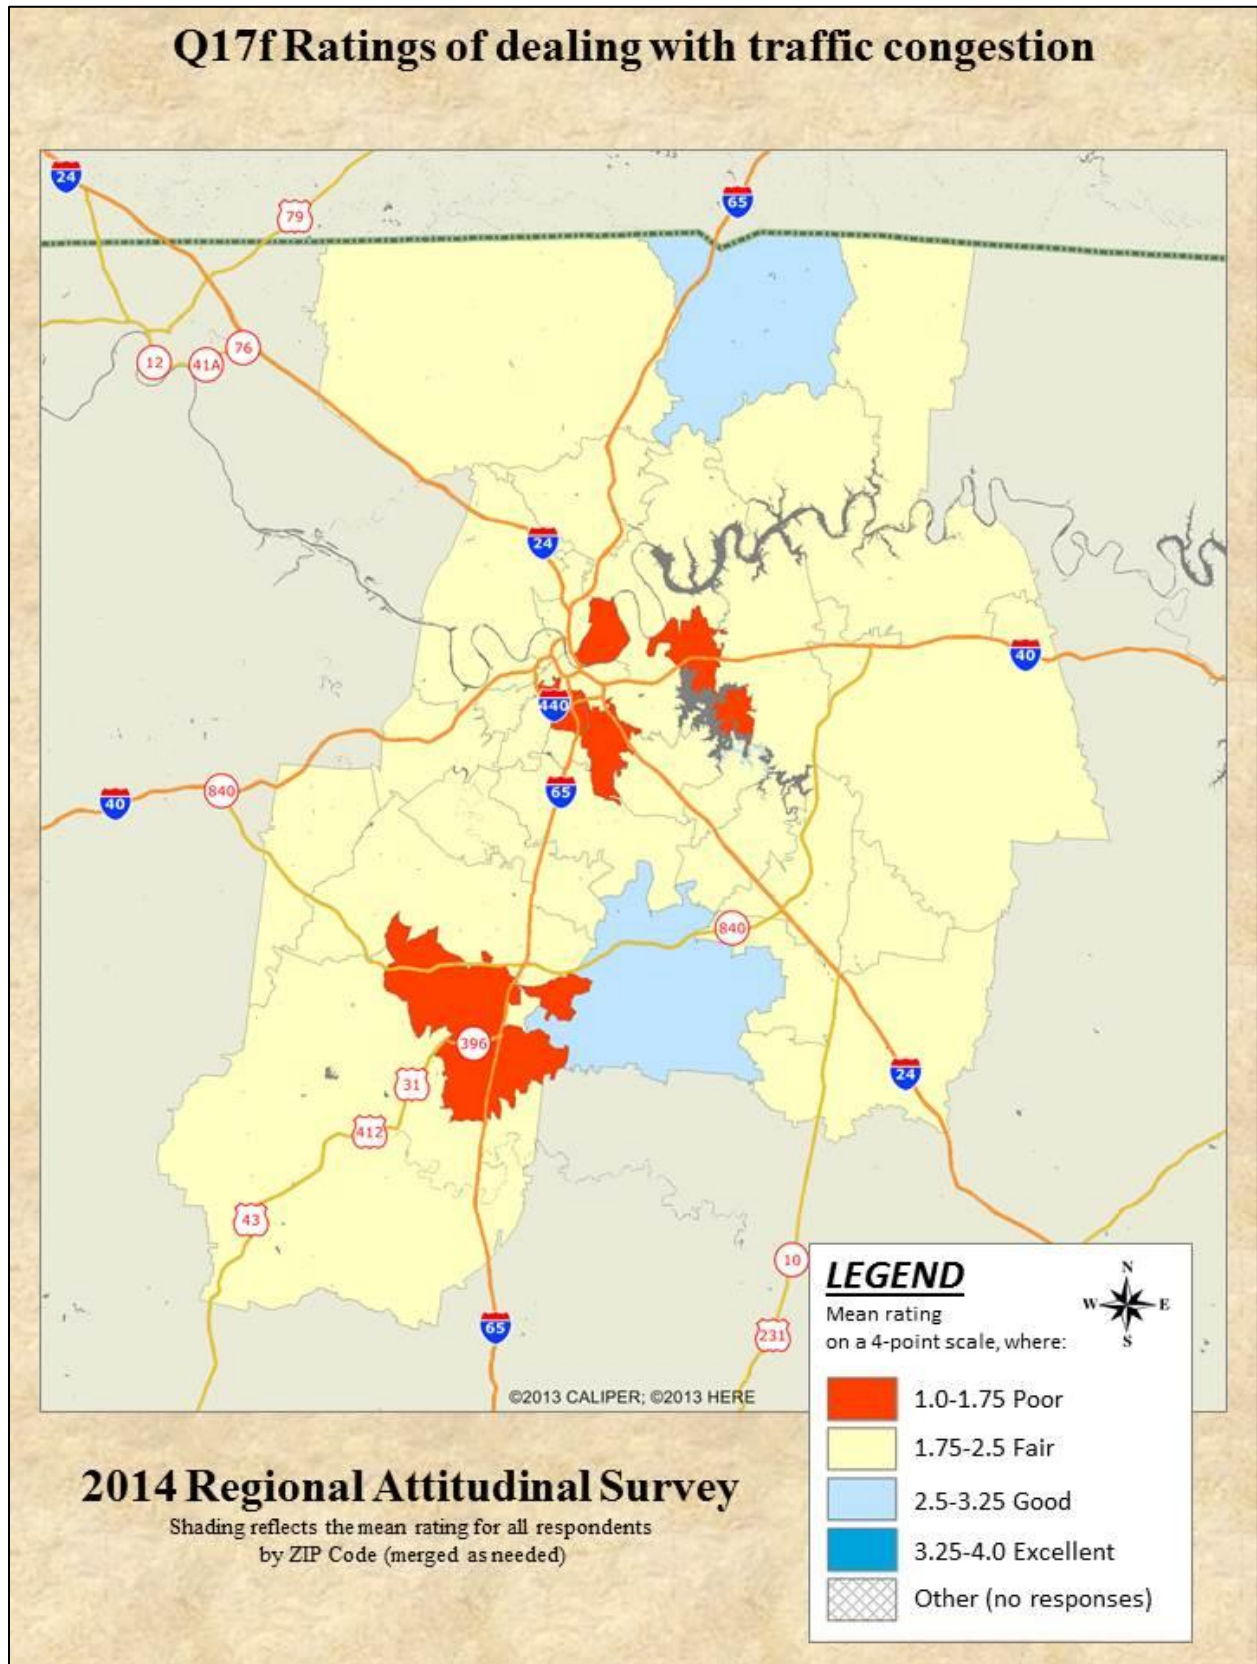 Q17f Ratings of dealing with traffic congestion
24
65
79
12
41A
76
24
40
440
840
40
65
840
396
31
24
412
43
10
65
231
©2013 CALIPER; ©2013 HERE
LEGEND
Mean rating
on a 4-point scale, where:
N
W E
S
1.0-1.75 Poor
1.75-2.5 Fair
2.5-3.25 Good
3.25-4.0 Excellent
Other (no responses)
2014 Regional Attitudinal Survey
Shading reflects the mean rating for all respondents
by ZIP Code (merged as needed)